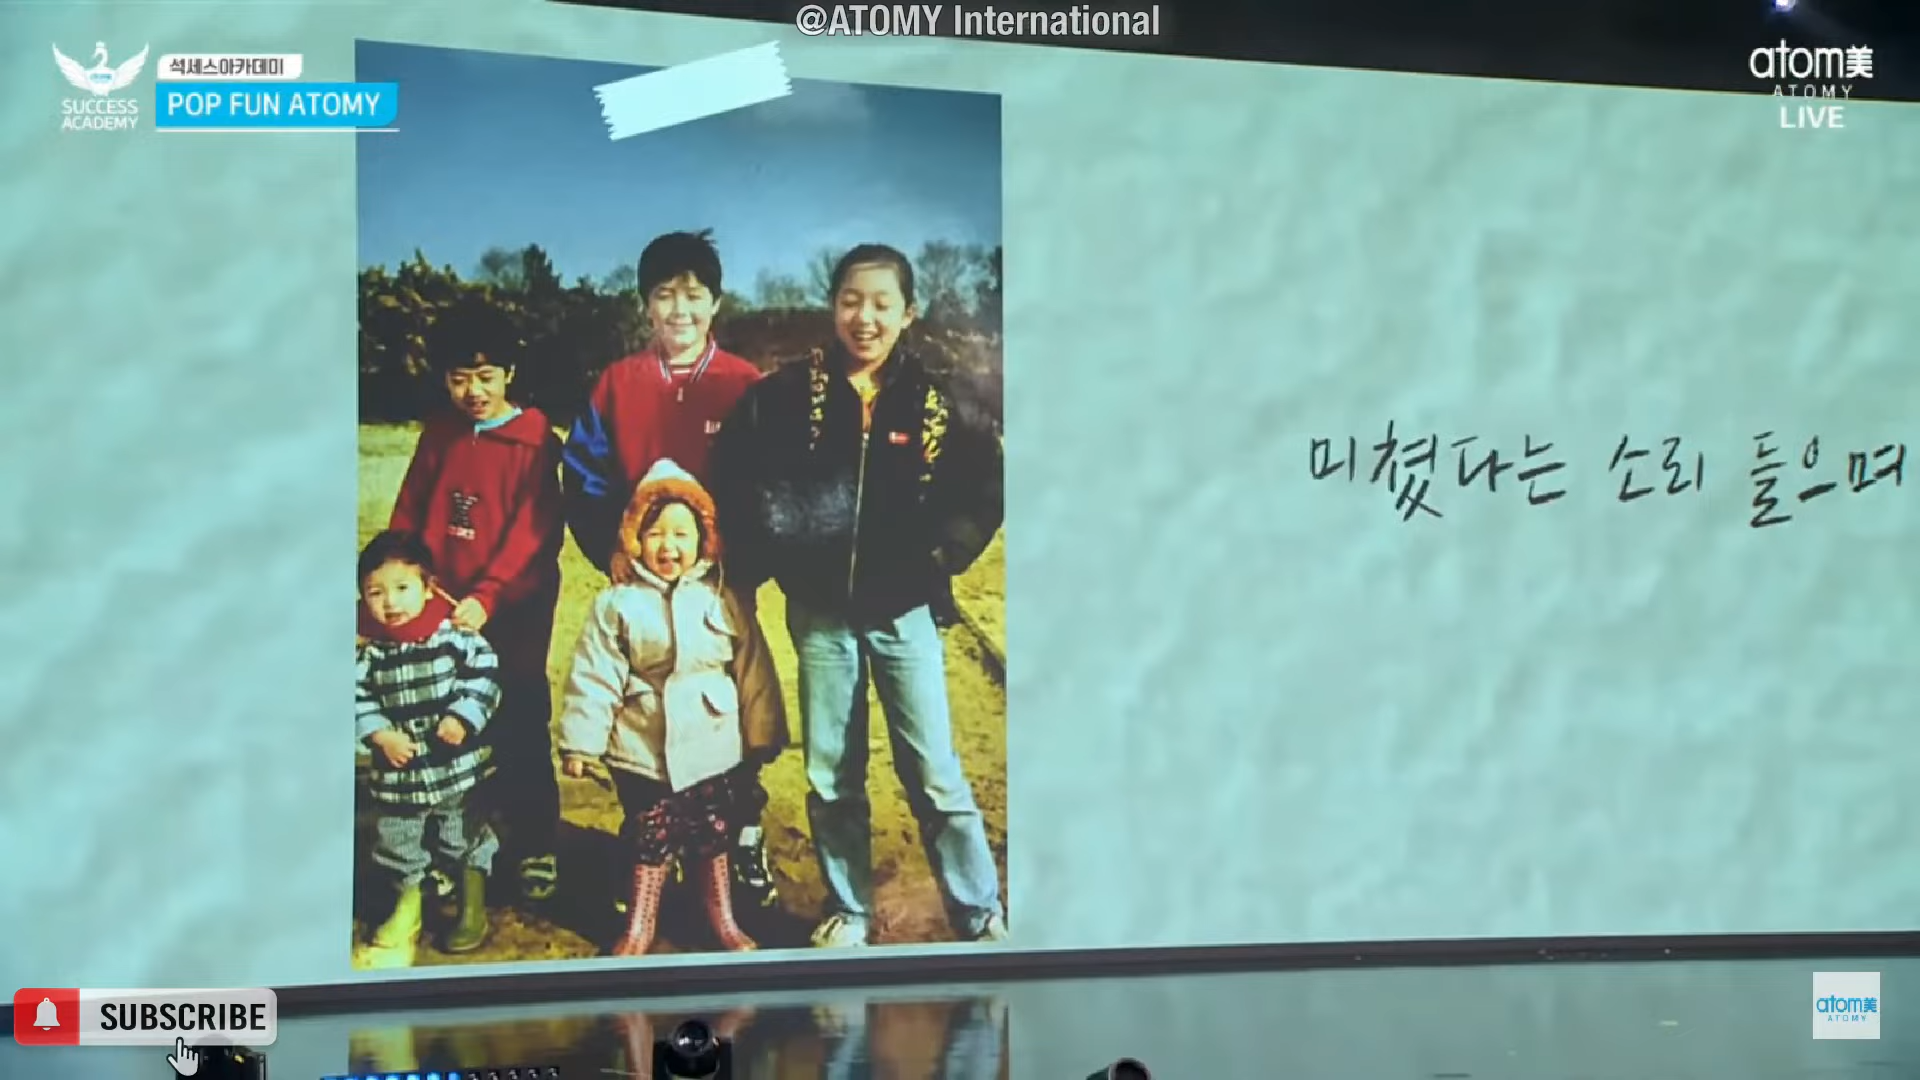 @ATOMY International
석세스아카데미
SUCCESS
ACADEMY
POP FUN ATOMY
atom美
ATOMY
LIVE
미쳤다는 소리 들으며
SUBSCRIBE
atom美
ATOMY